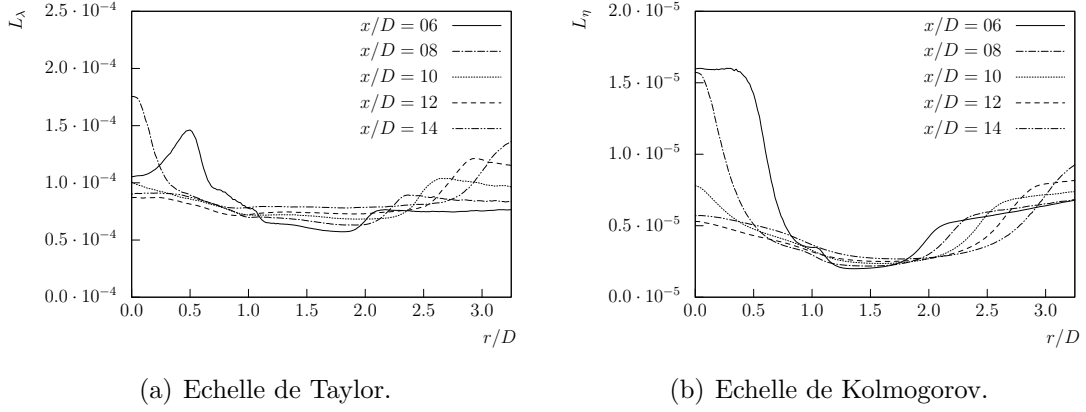 L_λ
2.5 · 10⁻⁴
2.0 · 10⁻⁴
1.5 · 10⁻⁴
1.0 · 10⁻⁴
0.5 · 10⁻⁴
0.0 · 10⁻⁴
0.0 0.5 1.0 1.5 2.0 2.5 3.0
r/D
x/D = 06
x/D = 08
x/D = 10
x/D = 12
x/D = 14
(a) Echelle de Taylor.
L_η
2.0 · 10⁻⁵
1.5 · 10⁻⁵
1.0 · 10⁻⁵
0.5 · 10⁻⁵
0.0 · 10⁻⁵
0.0 0.5 1.0 1.5 2.0 2.5 3.0
r/D
x/D = 06
x/D = 08
x/D = 10
x/D = 12
x/D = 14
(b) Echelle de Kolmogorov.